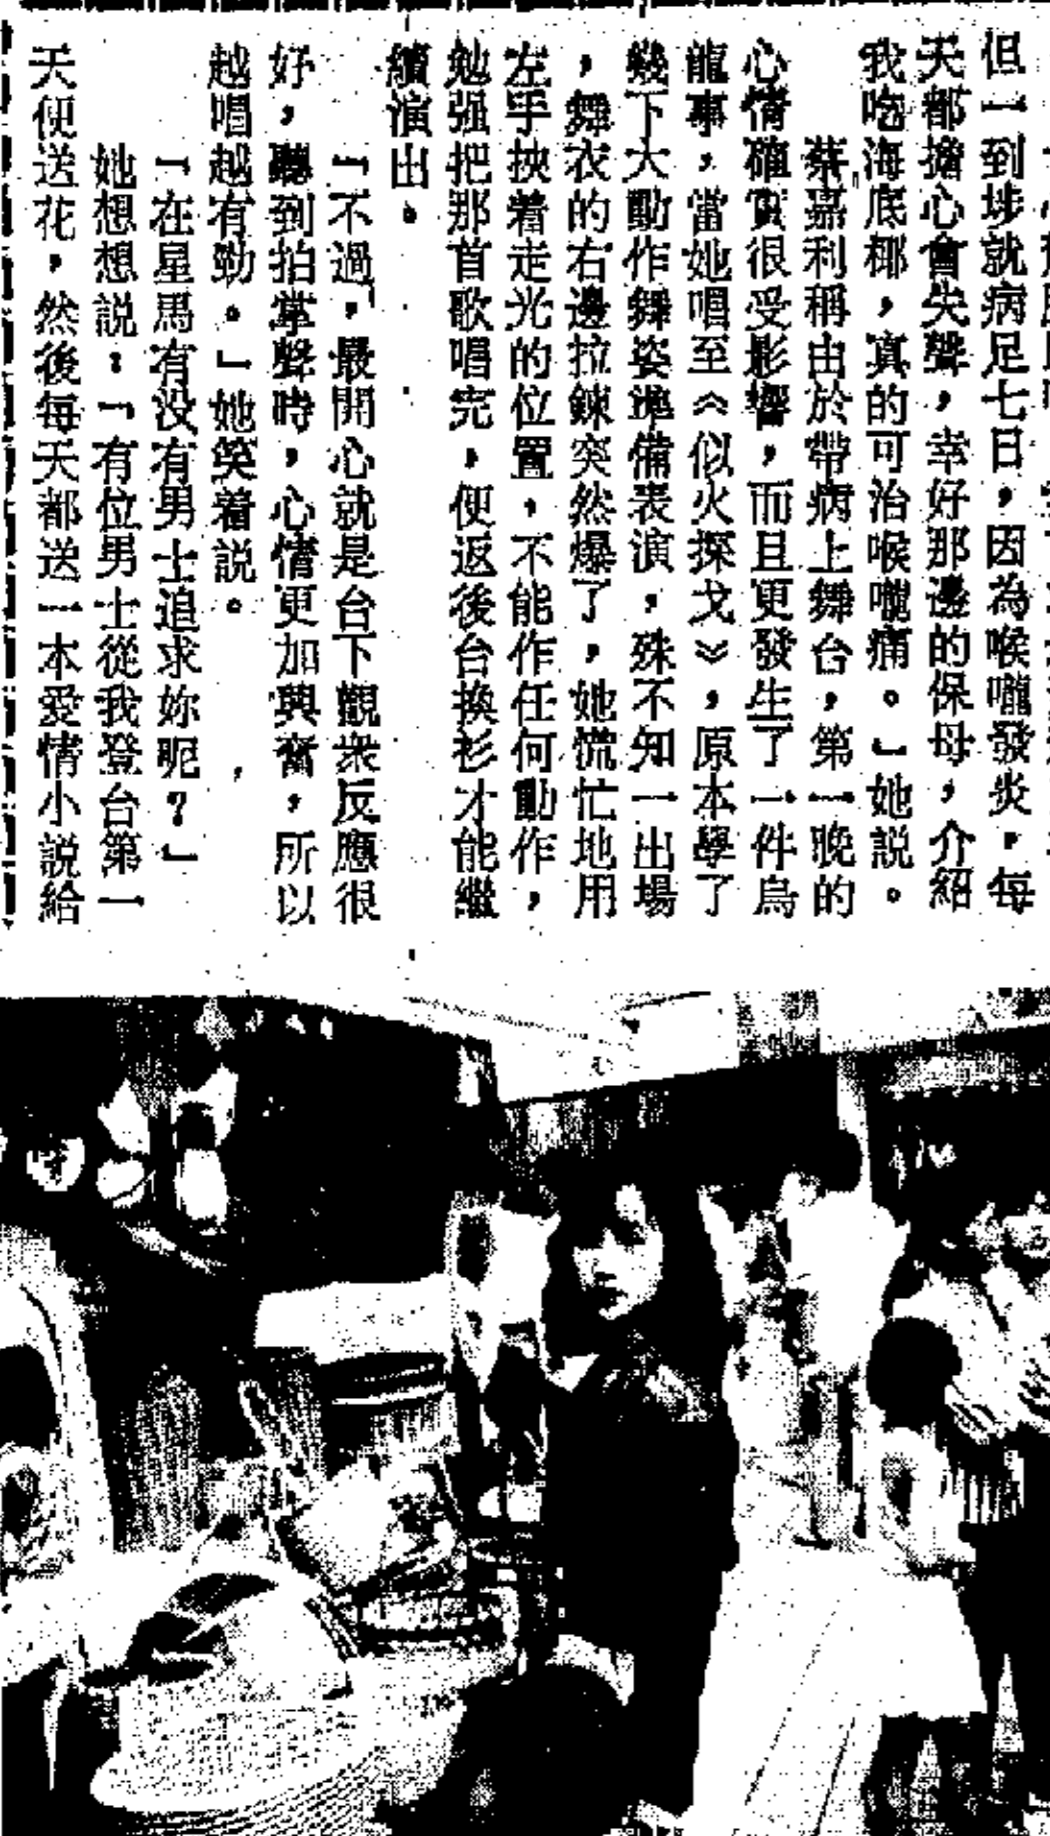 但一到埗就病足七日，因為喉嚨發炎，每
天都擔心會失聲，幸好那邊的保母，介紹
我吃海底椰，真的可治喉嚨痛。」她説。
蔡嘉利稱由於帶病上舞台，第一晚的
心情確實很受影響，而且更發生了一件烏
龍事，當她唱至《似火探戈》，原本學了
幾下大動作舞姿準備表演，殊不知一出場
，舞衣的右邊拉鍊突然爆了，她慌忙地用
左手挾着走光的位置，不能作任何動作，
勉强把那首歌唱完，便返後台換衫才能繼
續演出。
「不過，最開心就是台下觀衆反應很
好，聽到拍掌聲時，心情更加興奮，所以
越唱越有勁。」她笑着説。
「在星馬有没有男士追求妳呢？」
她想想説：「有位男士從我登台第一
天便送花，然後每天都送一本愛情小説給